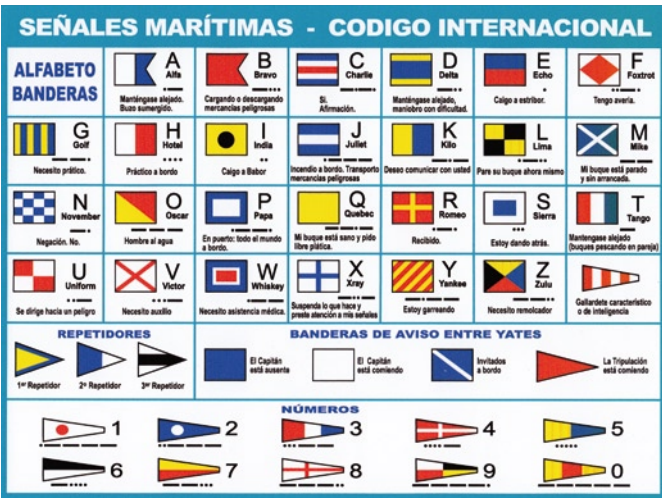 SEÑALES MARÍTIMAS - CODIGO INTERNACIONAL
ALFABETO
BANDERAS
A
Alfa
Manténgase alejado.
Buzo sumergido.
B
Bravo
Cargando o descargando
mercancías peligrosas
C
Charlie
Si.
Afirmación.
D
Delta
Manténgase alejado,
maniobro con dificultad.
E
Echo
Caigo a estribor.
F
Foxtrot
Tengo avería.
G
Golf
Necesito prático.
H
Hotel
Práctico a bordo
I
India
Caigo a Babor
J
Juliet
Incendio a bordo. Transporto
mercancías peligrosas
K
Kilo
Deseo comunicar con usted
L
Lima
Pare su buque ahora mismo
M
Mike
Mi buque está parado
y sin arrancada.
N
November
Negación. No.
O
Oscar
Hombre al agua
P
Papa
En puerto: todo el mundo
a bordo.
Q
Quebec
Mi buque está sano y pido
libre plática.
R
Romeo
Recibido.
S
Sierra
Estoy dando atrás.
T
Tango
Mantengase alejado
(buques pescando en pareja)
U
Uniform
Se dirige hacia un peligro
V
Victor
Necesito auxilio
W
Whiskey
Necesito asistencia médica.
X
Xray
Suspenda lo que hace y
preste atención a mis señales
Y
Yankee
Estoy garreando
Z
Zulu
Necesito remolcador
Gallardete característico
o de inteligencia
REPETIDORES
1er Repetidor
2º Repetidor
3er Repetidor
BANDERAS DE AVISO ENTRE YATES
El Capitán
está ausente
El Capitán
está comiendo
Invitados
a bordo
La Tripulación
está comiendo
NÚMEROS
1
2
3
4
5
6
7
8
9
0